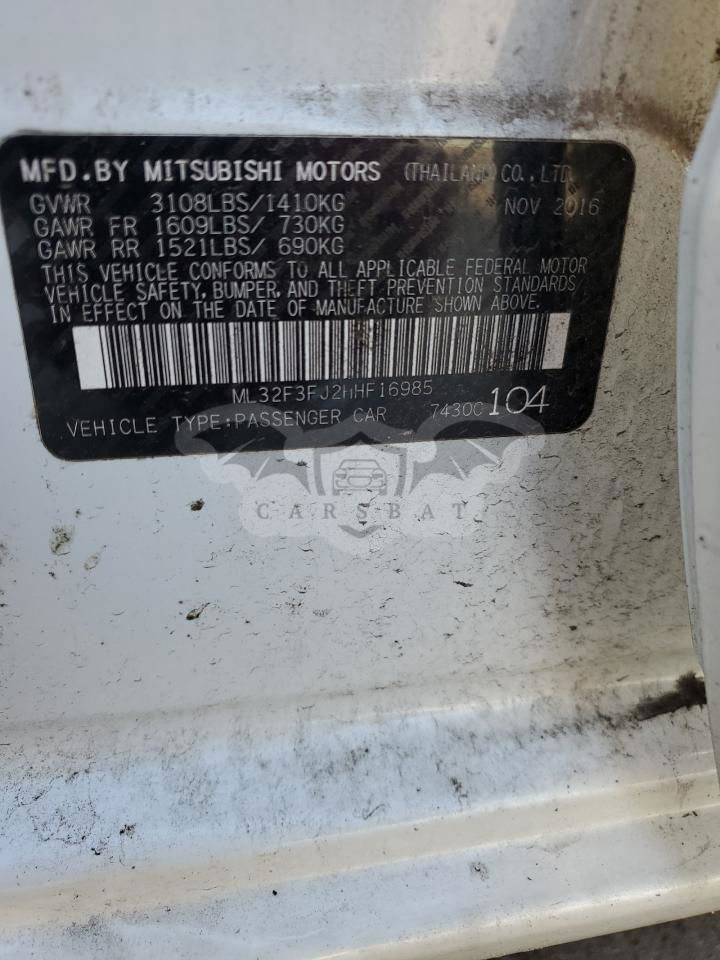 MFD.BY MITSUBISHI MOTORS (THAILAND) CO.,LTD.
GVWR 3108LBS/1410KG NOV 2016
GAWR FR 1609LBS/ 730KG
GAWR RR 1521LBS/ 690KG
THIS VEHICLE CONFORMS TO ALL APPLICABLE FEDERAL MOTOR
VEHICLE SAFETY, BUMPER, AND THEFT PREVENTION STANDARDS
IN EFFECT ON THE DATE OF MANUFACTURE SHOWN ABOVE.
ML32F3FJ2HHF16985
VEHICLE TYPE:PASSENGER CAR 7430C104
CARSBAT